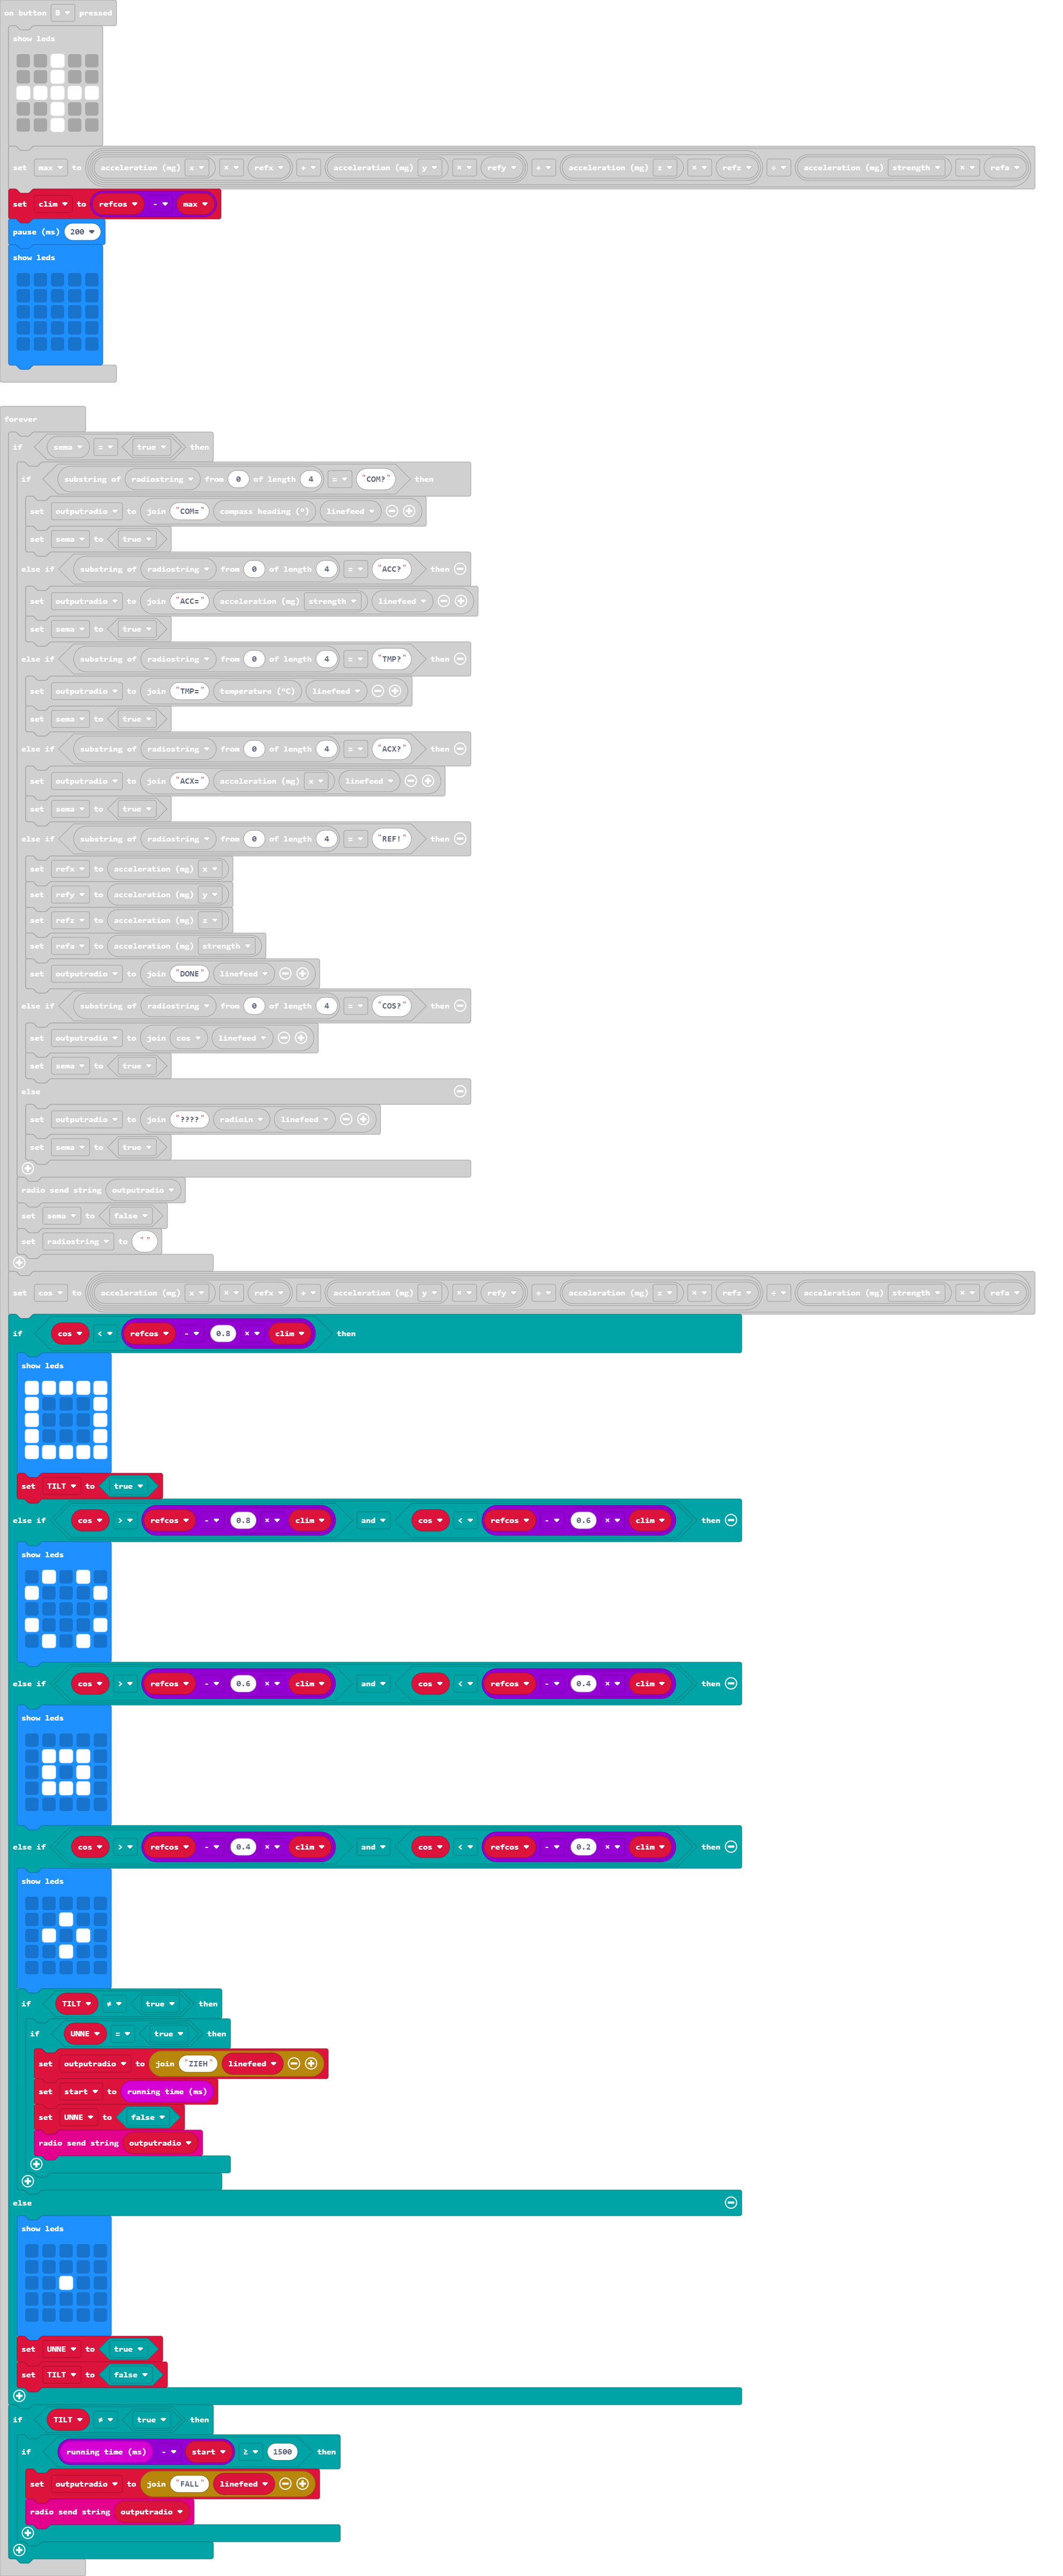 on button B pressed
show leds
set max to acceleration (mg) x × refx + acceleration (mg) y × refy + acceleration (mg) z × refz ÷ acceleration (mg) strength × refa
set clim to refcos - max
pause (ms) 200
show leds
forever
if sema = true then
if substring of radiostring from 0 of length 4 = "COM?" then
set outputradio to join "COM=" compass heading (°) linefeed
set sema to true
else if substring of radiostring from 0 of length 4 = "ACC?" then
set outputradio to join "ACC=" acceleration (mg) strength linefeed
set sema to true
else if substring of radiostring from 0 of length 4 = "TMP?" then
set outputradio to join "TMP=" temperature (°C) linefeed
set sema to true
else if substring of radiostring from 0 of length 4 = "ACX?" then
set outputradio to join "ACX=" acceleration (mg) x linefeed
set sema to true
else if substring of radiostring from 0 of length 4 = "REF!" then
set refx to acceleration (mg) x
set refy to acceleration (mg) y
set refz to acceleration (mg) z
set refa to acceleration (mg) strength
set outputradio to join "DONE" linefeed
else if substring of radiostring from 0 of length 4 = "COS?" then
set outputradio to join cos linefeed
set sema to true
else
set outputradio to join "????" radioin linefeed
set sema to true
radio send string outputradio
set sema to false
set radiostring to " "
set cos to acceleration (mg) x × refx + acceleration (mg) y × refy + acceleration (mg) z × refz ÷ acceleration (mg) strength × refa
if cos < refcos - 0.8 × clim then
show leds
set TILT to true
else if cos > refcos - 0.8 × clim and cos < refcos - 0.6 × clim then
show leds
else if cos > refcos - 0.6 × clim and cos < refcos - 0.4 × clim then
show leds
else if cos > refcos - 0.4 × clim and cos < refcos - 0.2 × clim then
show leds
if TILT ≠ true then
if UNNE = true then
set outputradio to join "ZIEH" linefeed
set start to running time (ms)
set UNNE to false
radio send string outputradio
else
show leds
set UNNE to true
set TILT to false
if TILT ≠ true then
if running time (ms) - start ≥ 1500 then
set outputradio to join "FALL" linefeed
radio send string outputradio